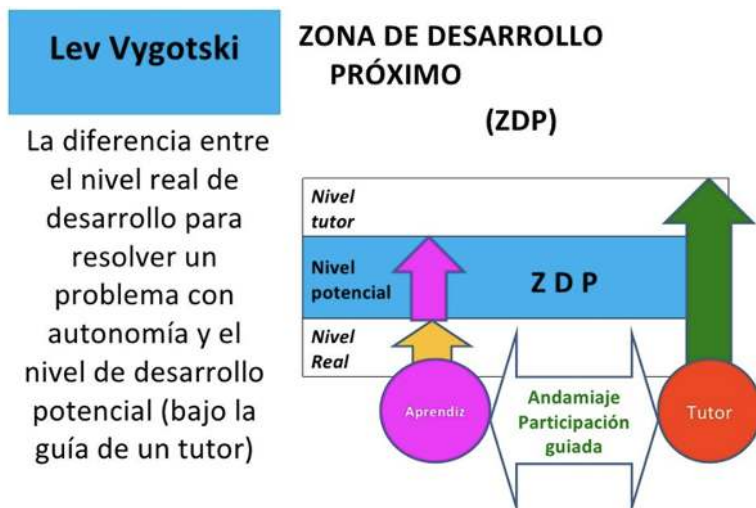 Lev Vygotski
ZONA DE DESARROLLO
PRÓXIMO
(ZDP)
La diferencia entre
el nivel real de
desarrollo para
resolver un
problema con
autonomía y el
nivel de desarrollo
potencial (bajo la
guía de un tutor)
Nivel
tutor
Nivel
potencial
Z D P
Nivel
Real
Aprendiz
Andamiaje
Participación
guiada
Tutor